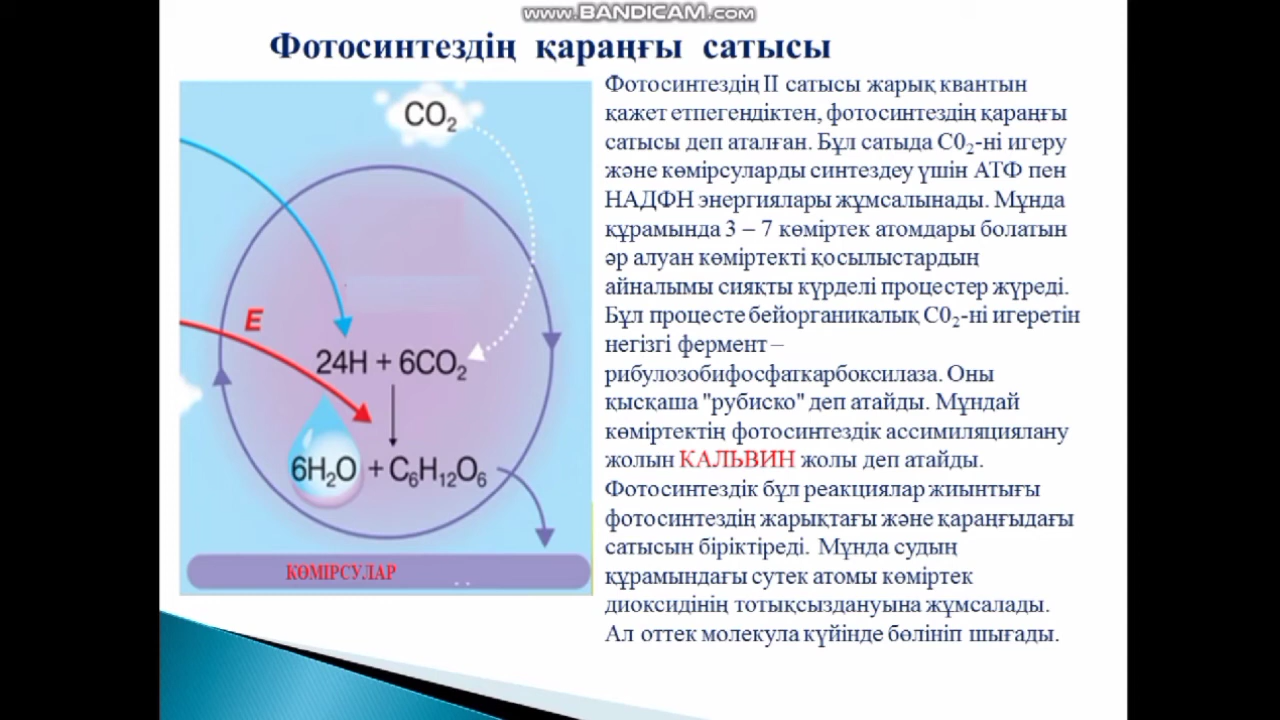 www.BANDICAM.com
Фотосинтездің қараңғы сатысы
CO₂
E
24H + 6CO₂
6H₂O + C₆H₁₂O₆
КӨМІРСУЛАР
Фотосинтездің ІІ сатысы жарық квантын
қажет етпегендіктен, фотосинтездің қараңғы
сатысы деп аталған. Бұл сатыда С0₂-ні игеру
және көмірсуларды синтездеу үшін АТФ пен
НАДФН энергиялары жұмсалынады. Мұнда
құрамында 3 – 7 көміртек атомдары болатын
әр алуан көміртекті қосылыстардың
айналымы сияқты күрделі процестер жүреді.
Бұл процесте бейорганикалық С0₂-ні игеретін
негізгі фермент –
рибулозобифосфаткарбоксилаза. Оны
қысқаша "рубиско" деп атайды. Мұндай
көміртектің фотосинтездік ассимиляциялану
жолын КАЛЬВИН жолы деп атайды.
Фотосинтездік бұл реакциялар жиынтығы
фотосинтездің жарықтағы және қараңғыдағы
сатысын біріктіреді. Мұнда судың
құрамындағы сутек атомы көміртек
диоксидінің тотықсыздануына жұмсалады.
Ал оттек молекула күйінде бөлініп шығады.